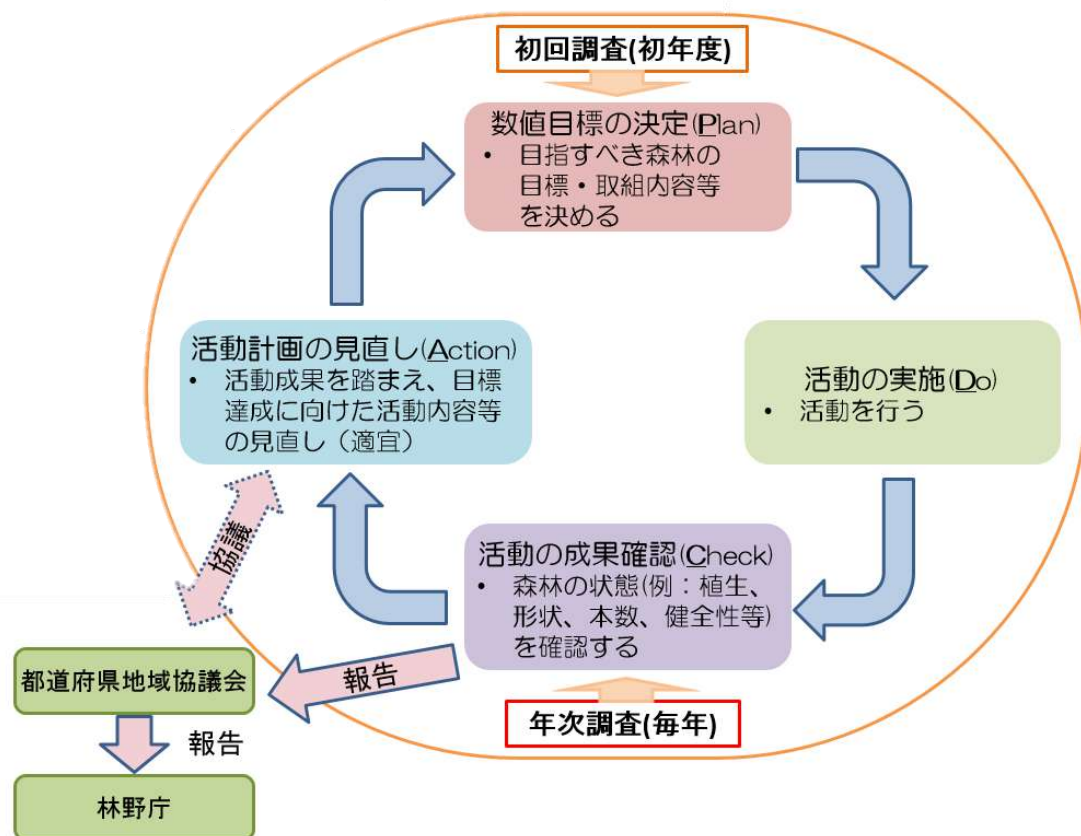 初回調査(初年度)
数値目標の決定(Plan)
• 目指すべき森林の
目標・取組内容等
を決める
活動計画の見直し(Action)
• 活動成果を踏まえ、目標
達成に向けた活動内容等
の見直し（適宜）
活動の実施(Do)
• 活動を行う
協議
活動の成果確認(Check)
• 森林の状態(例：植生、
形状、本数、健全性等)
を確認する
都道府県地域協議会
報告
年次調査(毎年)
報告
林野庁